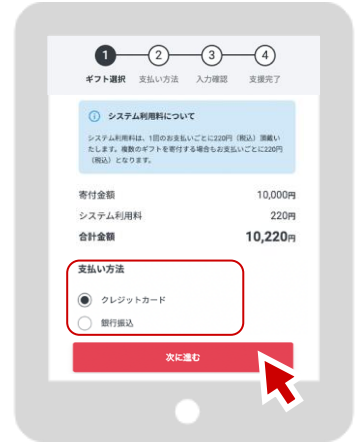 1 2 3 4
ギフト選択 支払い方法 入力確認 支援完了
システム利用料について
システム利用料は、1回のお支払いごとに220円（税込）頂戴い
たします。複数のギフトを寄付する場合もお支払いごとに220円
（税込）となります。
寄付金額 10,000円
システム利用料 220円
合計金額 10,220円
支払い方法
クレジットカード
銀行振込
次に進む